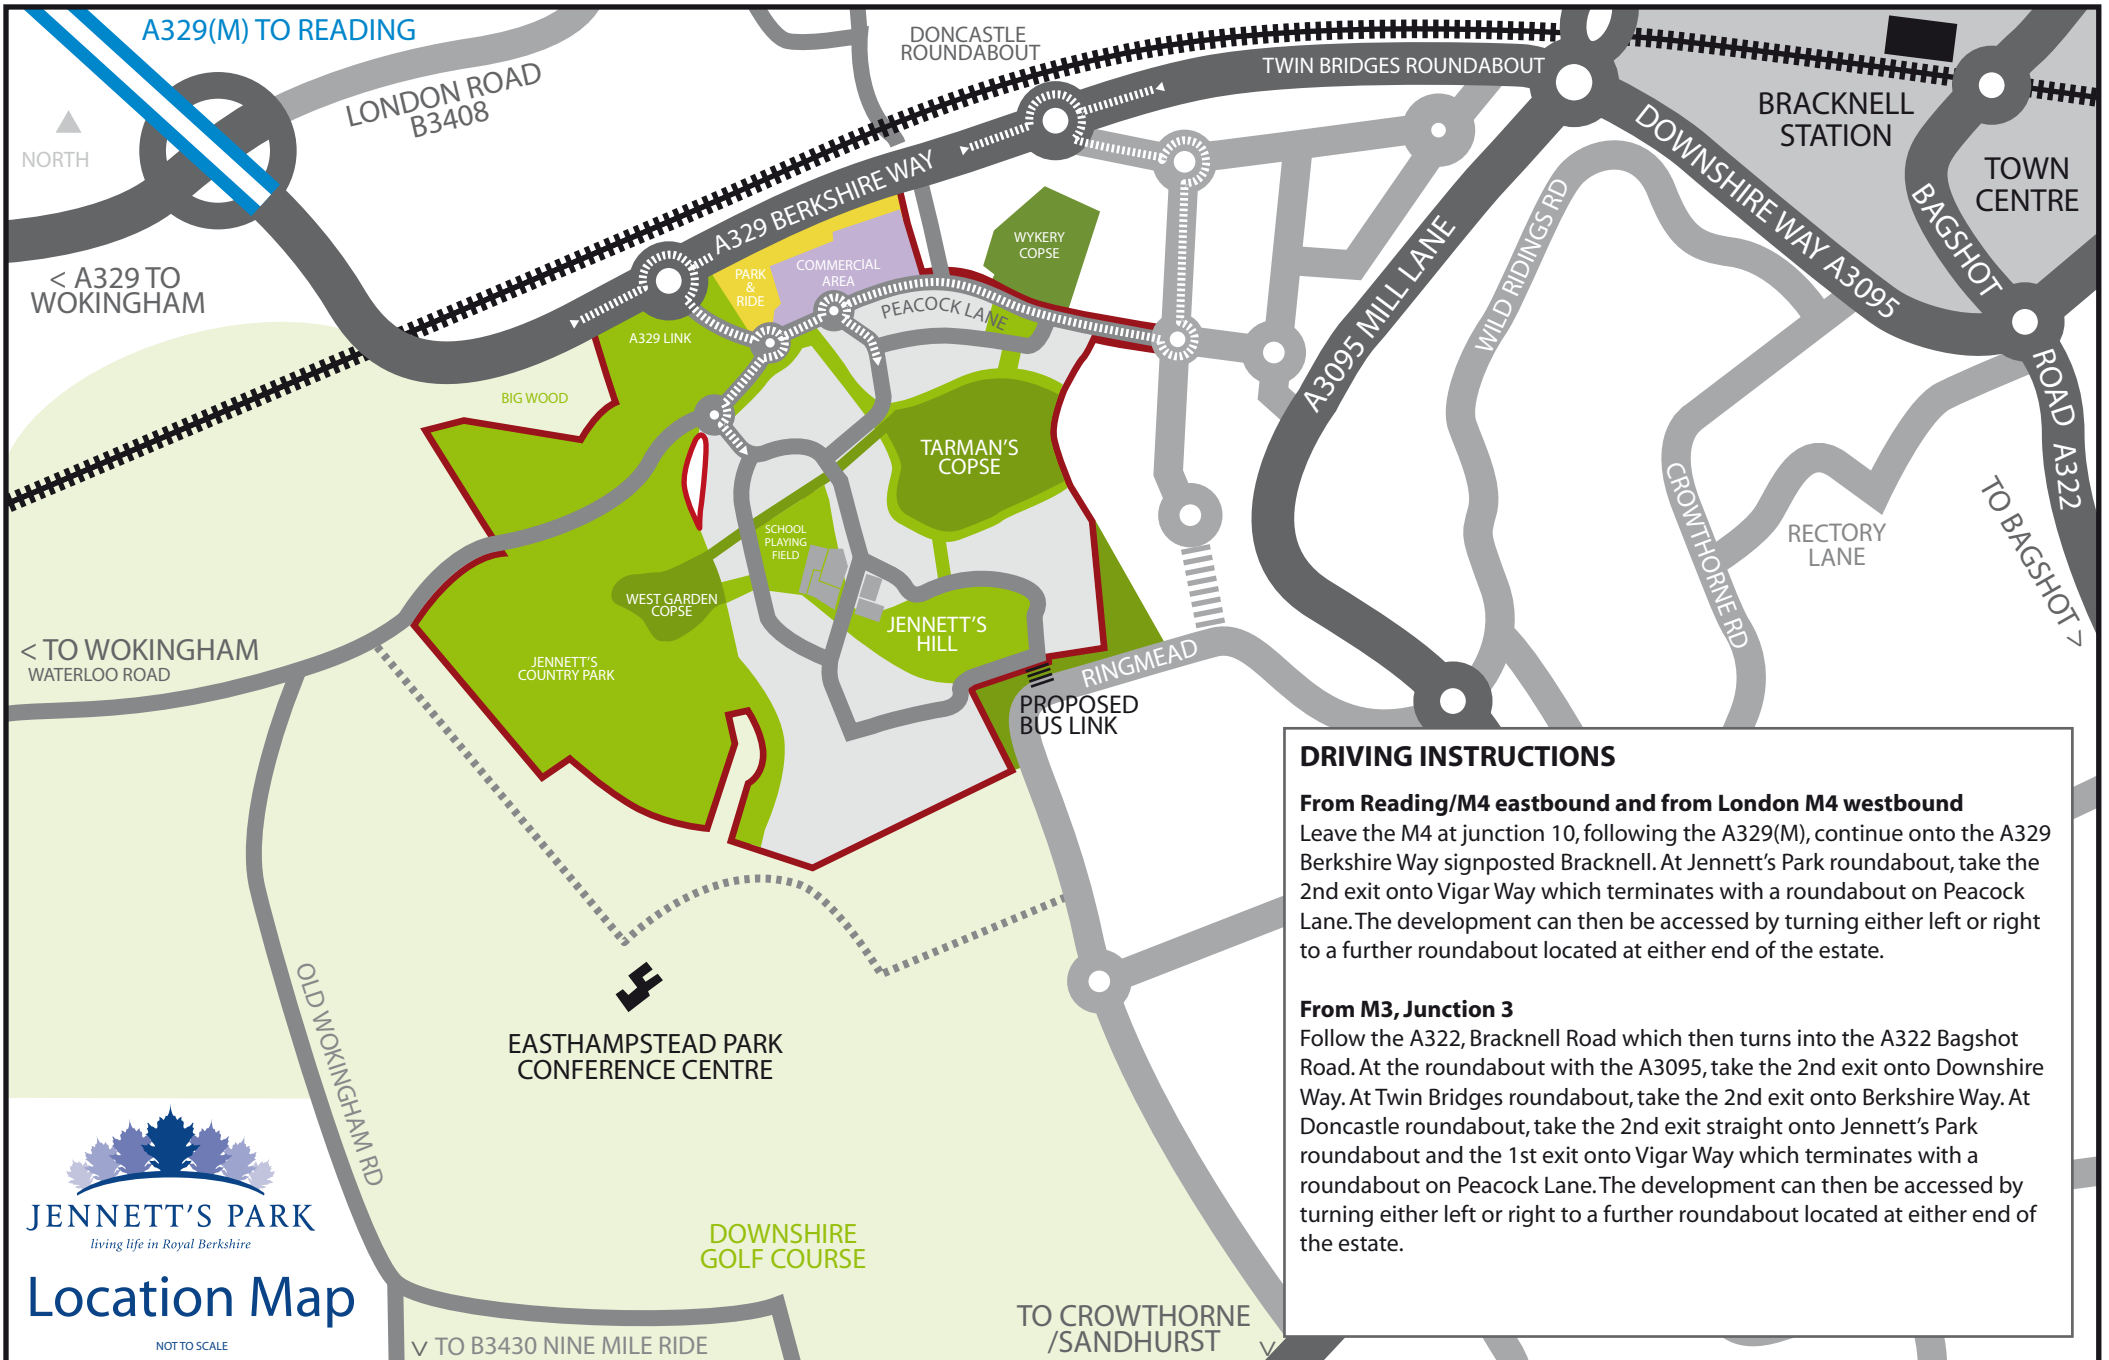 A329(M) TO READING
LONDON ROAD
B3408
NORTH
DONCASTLE
ROUNDABOUT
TWIN BRIDGES ROUNDABOUT
BRACKNELL
STATION
TOWN
CENTRE
DOWNSHIRE WAY A3095
BAGSHOT
ROAD A322
TO BAGSHOT >
< A329 TO
WOKINGHAM
A329 BERKSHIRE WAY
PARK
&
RIDE
COMMERCIAL
AREA
WYKERY
COPSE
PEACOCK LANE
A329 LINK
BIG WOOD
A3095 MILL LANE
WILD RIDINGS RD
CROWTHORNE RD
RECTORY
LANE
TARMAN'S
COPSE
SCHOOL
PLAYING
FIELD
WEST GARDEN
COPSE
JENNETT'S
HILL
JENNETT'S
COUNTRY PARK
< TO WOKINGHAM
WATERLOO ROAD
RINGMEAD
PROPOSED
BUS LINK
OLD WOKINGHAM RD
EASTHAMPSTEAD PARK
CONFERENCE CENTRE
DOWNSHIRE
GOLF COURSE
TO CROWTHORNE
/SANDHURST >
> TO B3430 NINE MILE RIDE
JENNETT'S PARK
living life in Royal Berkshire
Location Map
NOT TO SCALE
DRIVING INSTRUCTIONS
From Reading/M4 eastbound and from London M4 westbound
Leave the M4 at junction 10, following the A329(M), continue onto the A329
Berkshire Way signposted Bracknell. At Jennett's Park roundabout, take the
2nd exit onto Vigar Way which terminates with a roundabout on Peacock
Lane. The development can then be accessed by turning either left or right
to a further roundabout located at either end of the estate.
From M3, Junction 3
Follow the A322, Bracknell Road which then turns into the A322 Bagshot
Road. At the roundabout with the A3095, take the 2nd exit onto Downshire
Way. At Twin Bridges roundabout, take the 2nd exit onto Berkshire Way. At
Doncastle roundabout, take the 2nd exit straight onto Jennett's Park
roundabout and the 1st exit onto Vigar Way which terminates with a
roundabout on Peacock Lane. The development can then be accessed by
turning either left or right to a further roundabout located at either end of
the estate.